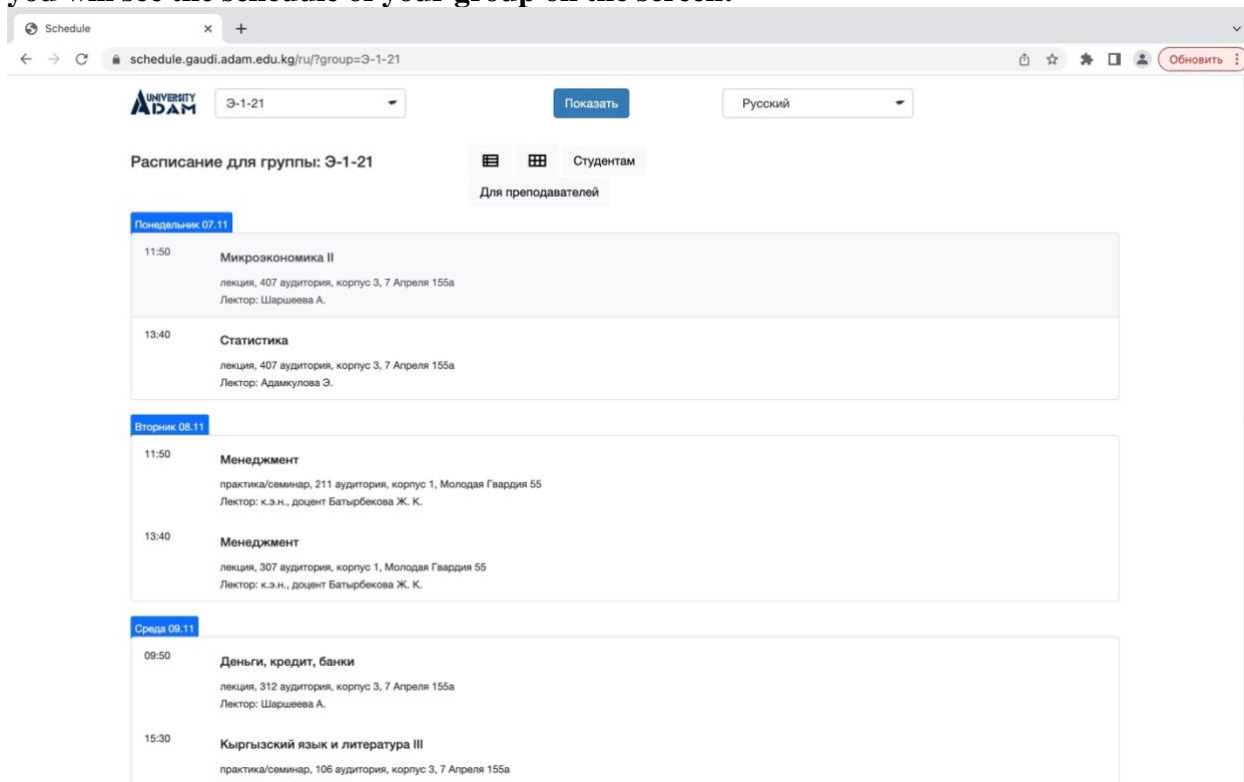 you will see the schedule of your group on the screen.
Schedule
schedule.gaudi.adam.edu.kg/ru/?group=Э-1-21
Обновить
UNIVERSITY
ADAM
Э-1-21
Показать
Русский
Расписание для группы: Э-1-21
Студентам
Для преподавателей
Понедельник 07.11
11:50
Микроэкономика II
лекция, 407 аудитория, корпус 3, 7 Апреля 155а
Лектор: Шаршеева А.
13:40
Статистика
лекция, 407 аудитория, корпус 3, 7 Апреля 155а
Лектор: Адамкулова Э.
Вторник 08.11
11:50
Менеджмент
практика/семинар, 211 аудитория, корпус 1, Молодая Гвардия 55
Лектор: к.э.н., доцент Батырбекова Ж. К.
13:40
Менеджмент
лекция, 307 аудитория, корпус 1, Молодая Гвардия 55
Лектор: к.э.н., доцент Батырбекова Ж. К.
Среда 09.11
09:50
Деньги, кредит, банки
лекция, 312 аудитория, корпус 3, 7 Апреля 155а
Лектор: Шаршеева А.
15:30
Кыргызский язык и литература III
практика/семинар, 106 аудитория, корпус 3, 7 Апреля 155а